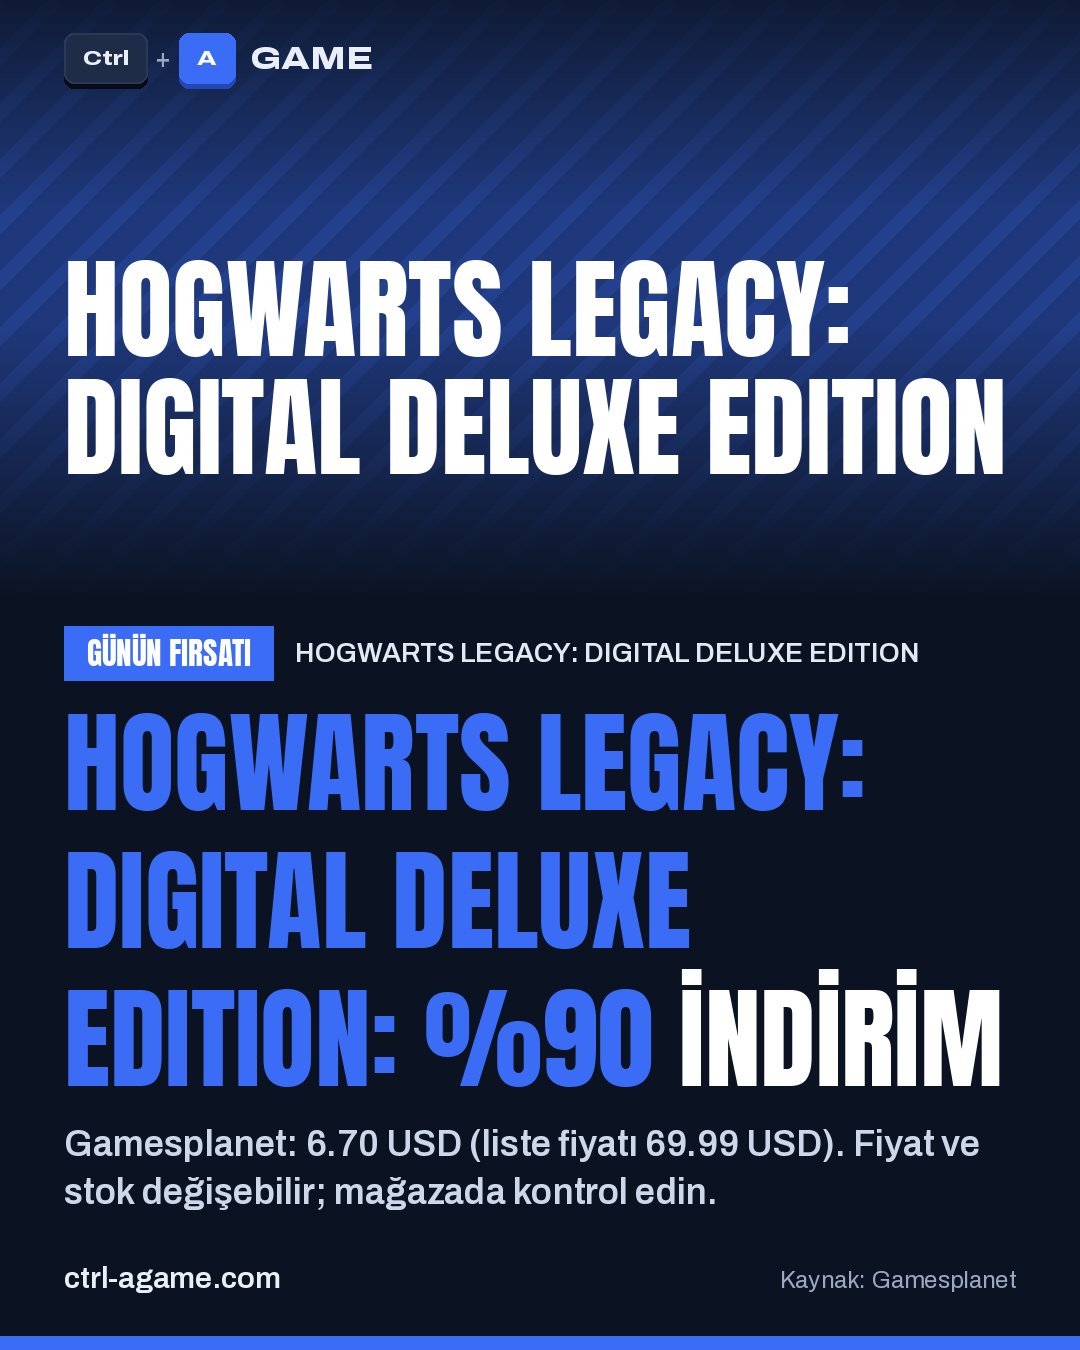 Ctrl + A GAME
HOGWARTS LEGACY:
DIGITAL DELUXE EDITION
GÜNÜN FIRSATI HOGWARTS LEGACY: DIGITAL DELUXE EDITION
HOGWARTS LEGACY:
DIGITAL DELUXE
EDITION: %90 İNDİRİM
Gamesplanet: 6.70 USD (liste fiyatı 69.99 USD). Fiyat ve
stok değişebilir; mağazada kontrol edin.
ctrl-agame.com Kaynak: Gamesplanet